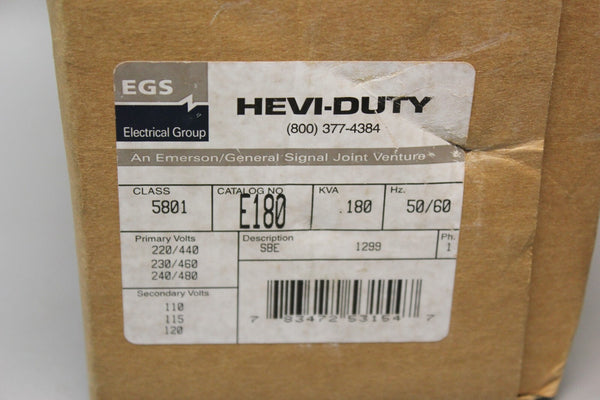 EGS
Electrical Group
HEVI-DUTY
(800) 377-4384
An Emerson/General Signal Joint Venture
CLASS
5801
CATALOG NO
E180
KVA
.180
Hz.
50/60
Primary Volts
220/440
230/460
240/480
Description
SBE 1299
Ph.
1
Secondary Volts
110
115
120
7 83472 53154 7